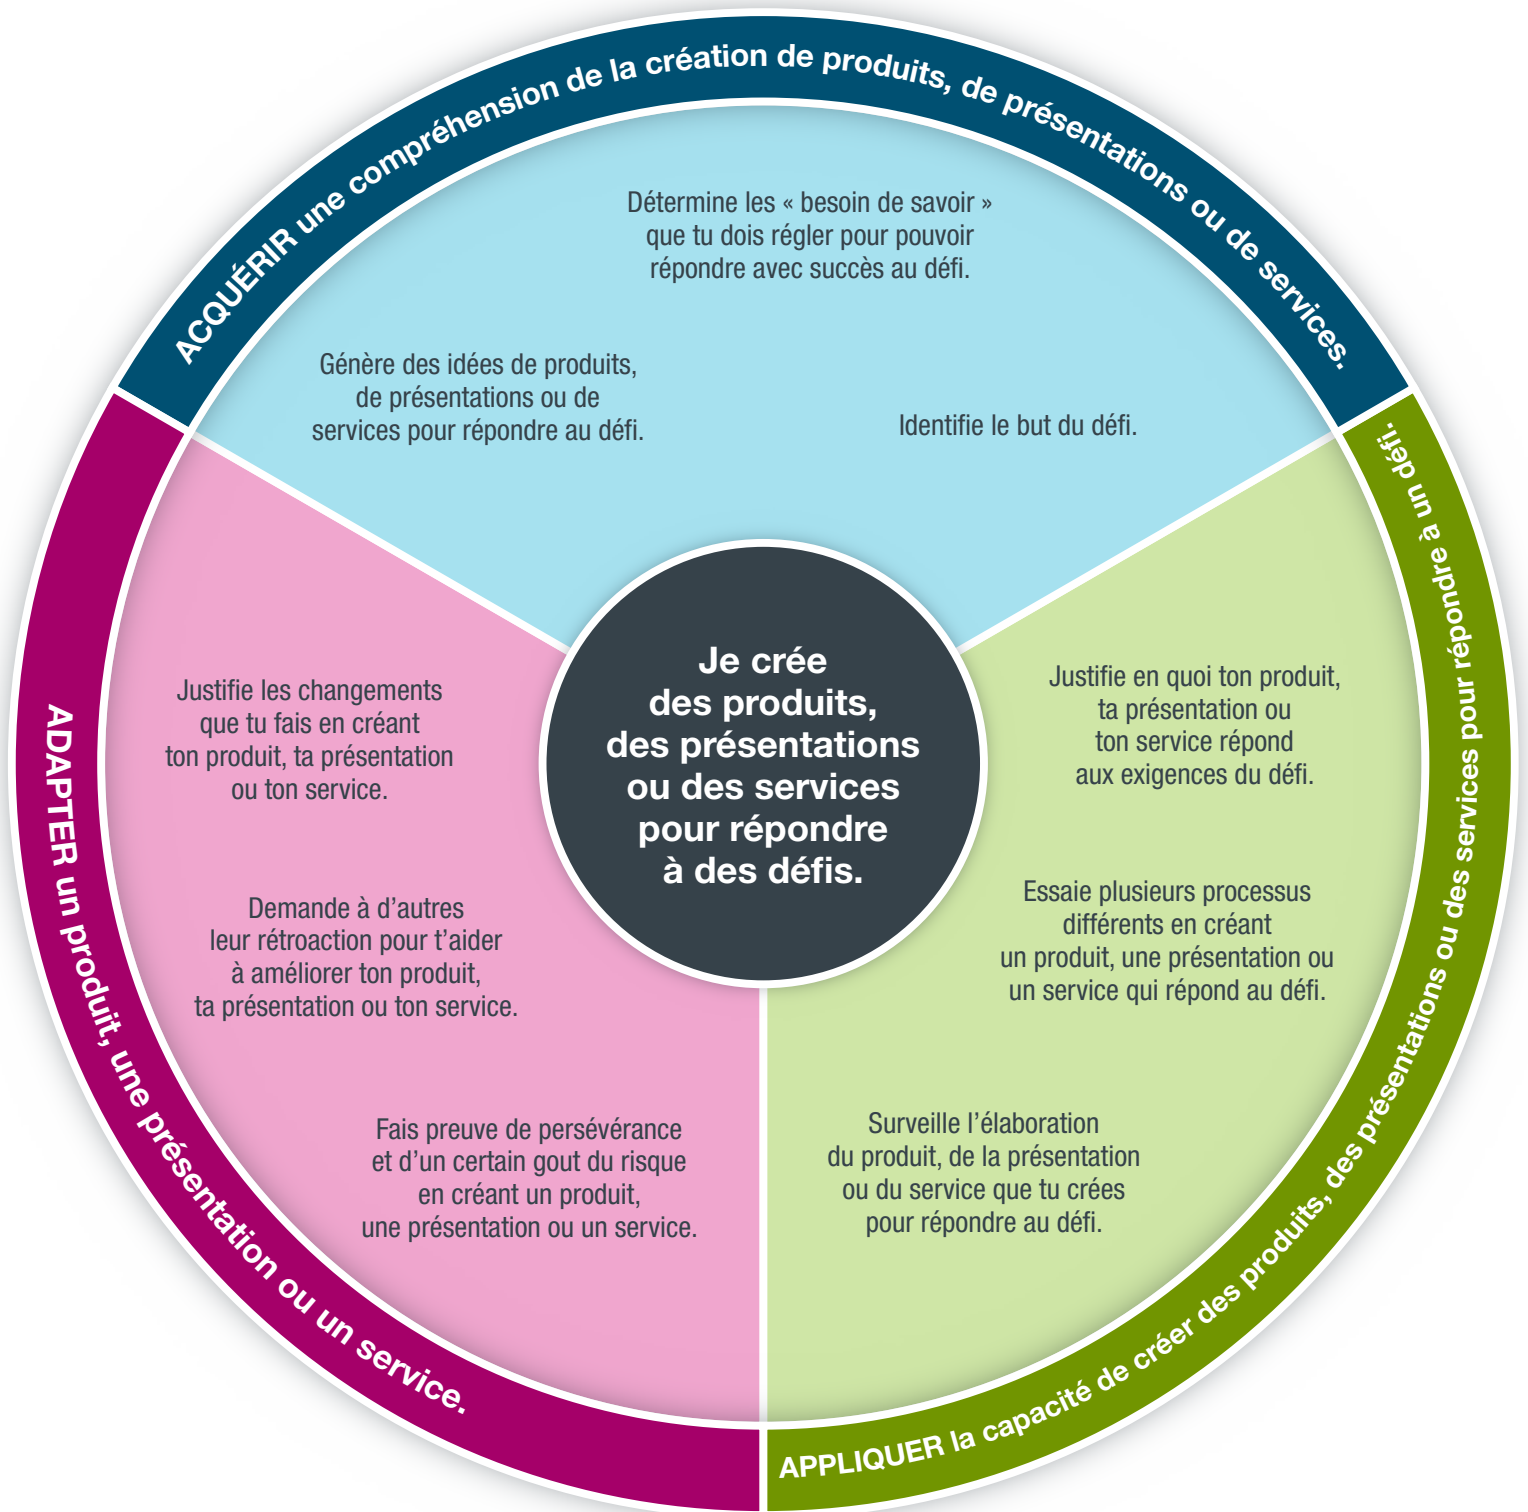 ACQUÉRIR une compréhension de la création de produits, de présentations ou de services.
Détermine les « besoin de savoir »
que tu dois régler pour pouvoir
répondre avec succès au défi.
Génère des idées de produits,
de présentations ou de
services pour répondre au défi.
Identifie le but du défi.
Je crée
des produits,
des présentations
ou des services
pour répondre
à des défis.
APPLIQUER la capacité de créer des produits, des présentations ou des services pour répondre à un défi.
Justifie en quoi ton produit,
ta présentation ou
ton service répond
aux exigences du défi.
Essaie plusieurs processus
différents en créant
un produit, une présentation ou
un service qui répond au défi.
Surveille l’élaboration
du produit, de la présentation
ou du service que tu crées
pour répondre au défi.
ADAPTER un produit, une présentation ou un service.
Justifie les changements
que tu fais en créant
ton produit, ta présentation
ou ton service.
Demande à d’autres
leur rétroaction pour t’aider
à améliorer ton produit,
ta présentation ou ton service.
Fais preuve de persévérance
et d’un certain gout du risque
en créant un produit,
une présentation ou un service.